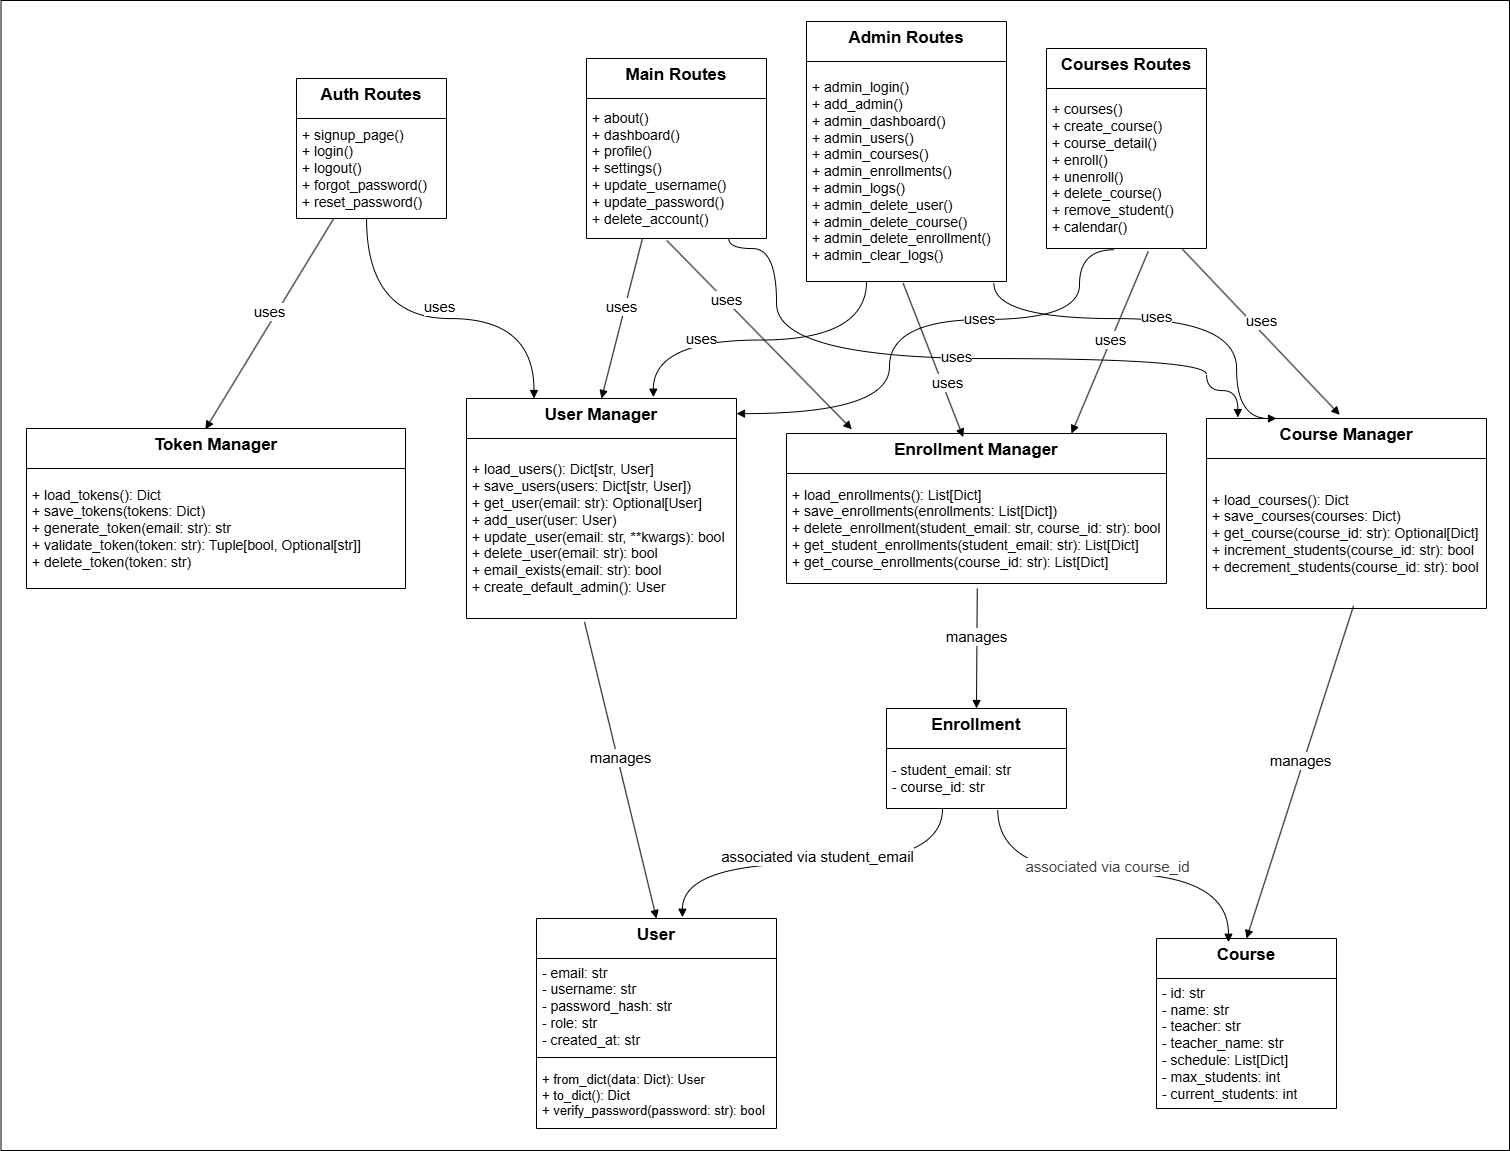 Auth Routes
+ signup_page()
+ login()
+ logout()
+ forgot_password()
+ reset_password()
Main Routes
+ about()
+ dashboard()
+ profile()
+ settings()
+ update_username()
+ update_password()
+ delete_account()
Admin Routes
+ admin_login()
+ add_admin()
+ admin_dashboard()
+ admin_users()
+ admin_courses()
+ admin_enrollments()
+ admin_logs()
+ admin_delete_user()
+ admin_delete_course()
+ admin_delete_enrollment()
+ admin_clear_logs()
Courses Routes
+ courses()
+ create_course()
+ course_detail()
+ enroll()
+ unenroll()
+ delete_course()
+ remove_student()
+ calendar()
uses
uses
uses
uses
uses
uses
uses
uses
uses
uses
uses
Token Manager
+ load_tokens(): Dict
+ save_tokens(tokens: Dict)
+ generate_token(email: str): str
+ validate_token(token: str): Tuple[bool, Optional[str]]
+ delete_token(token: str)
User Manager
+ load_users(): Dict[str, User]
+ save_users(users: Dict[str, User])
+ get_user(email: str): Optional[User]
+ add_user(user: User)
+ update_user(email: str, **kwargs): bool
+ delete_user(email: str): bool
+ email_exists(email: str): bool
+ create_default_admin(): User
Enrollment Manager
+ load_enrollments(): List[Dict]
+ save_enrollments(enrollments: List[Dict])
+ delete_enrollment(student_email: str, course_id: str): bool
+ get_student_enrollments(student_email: str): List[Dict]
+ get_course_enrollments(course_id: str): List[Dict]
Course Manager
+ load_courses(): Dict
+ save_courses(courses: Dict)
+ get_course(course_id: str): Optional[Dict]
+ increment_students(course_id: str): bool
+ decrement_students(course_id: str): bool
manages
manages
manages
Enrollment
- student_email: str
- course_id: str
associated via student_email
associated via course_id
User
- email: str
- username: str
- password_hash: str
- role: str
- created_at: str
+ from_dict(data: Dict): User
+ to_dict(): Dict
+ verify_password(password: str): bool
Course
- id: str
- name: str
- teacher: str
- teacher_name: str
- schedule: List[Dict]
- max_students: int
- current_students: int